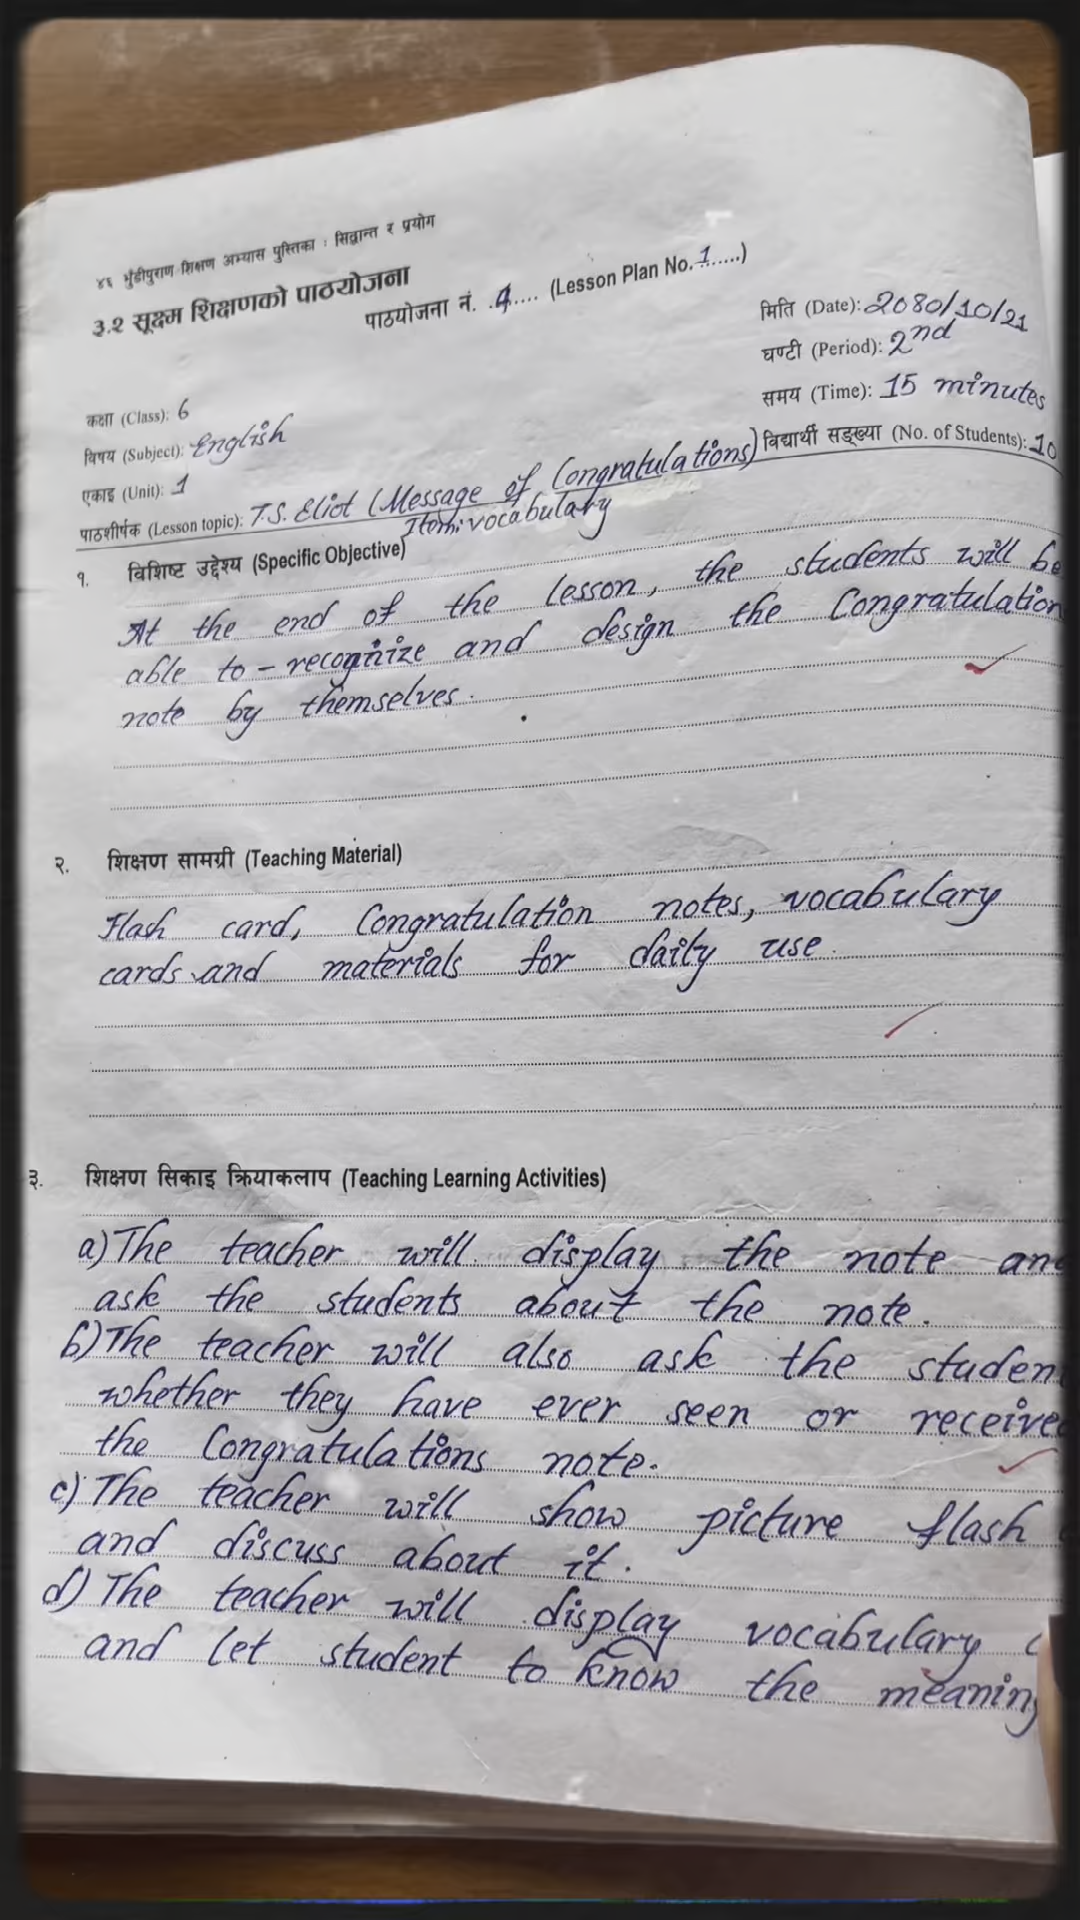 ४६ भुँडीपुराण शिक्षण अभ्यास पुस्तिका : सिद्धान्त र प्रयोग
३.२ सूक्ष्म शिक्षणको पाठयोजना
पाठयोजना नं. .1..... (Lesson Plan No. 1......)
मिति (Date): 2080/10/21
घण्टी (Period): 2nd
समय (Time): 15 minutes
विद्यार्थी सङ्ख्या (No. of Students): 10
कक्षा (Class): 6
विषय (Subject): English
एकाइ (Unit): 1
पाठशीर्षक (Lesson topic): T.S. Eliot (Message of Congratulations)
Item: vocabulary
१. विशिष्ट उद्देश्य (Specific Objective)
At the end of the lesson, the students will be
able to - recognize and design the Congratulation
note by themselves.
२. शिक्षण सामग्री (Teaching Material)
Flash card, Congratulation notes, vocabulary
cards and materials for daily use.
३. शिक्षण सिकाइ क्रियाकलाप (Teaching Learning Activities)
a) The teacher will display the note and
ask the students about the note.
b) The teacher will also ask the studen
whether they have ever seen or received
the Congratulations note.
c) The teacher will show picture flash
and discuss about it.
d) The teacher will display vocabulary
and let student to know the meaning